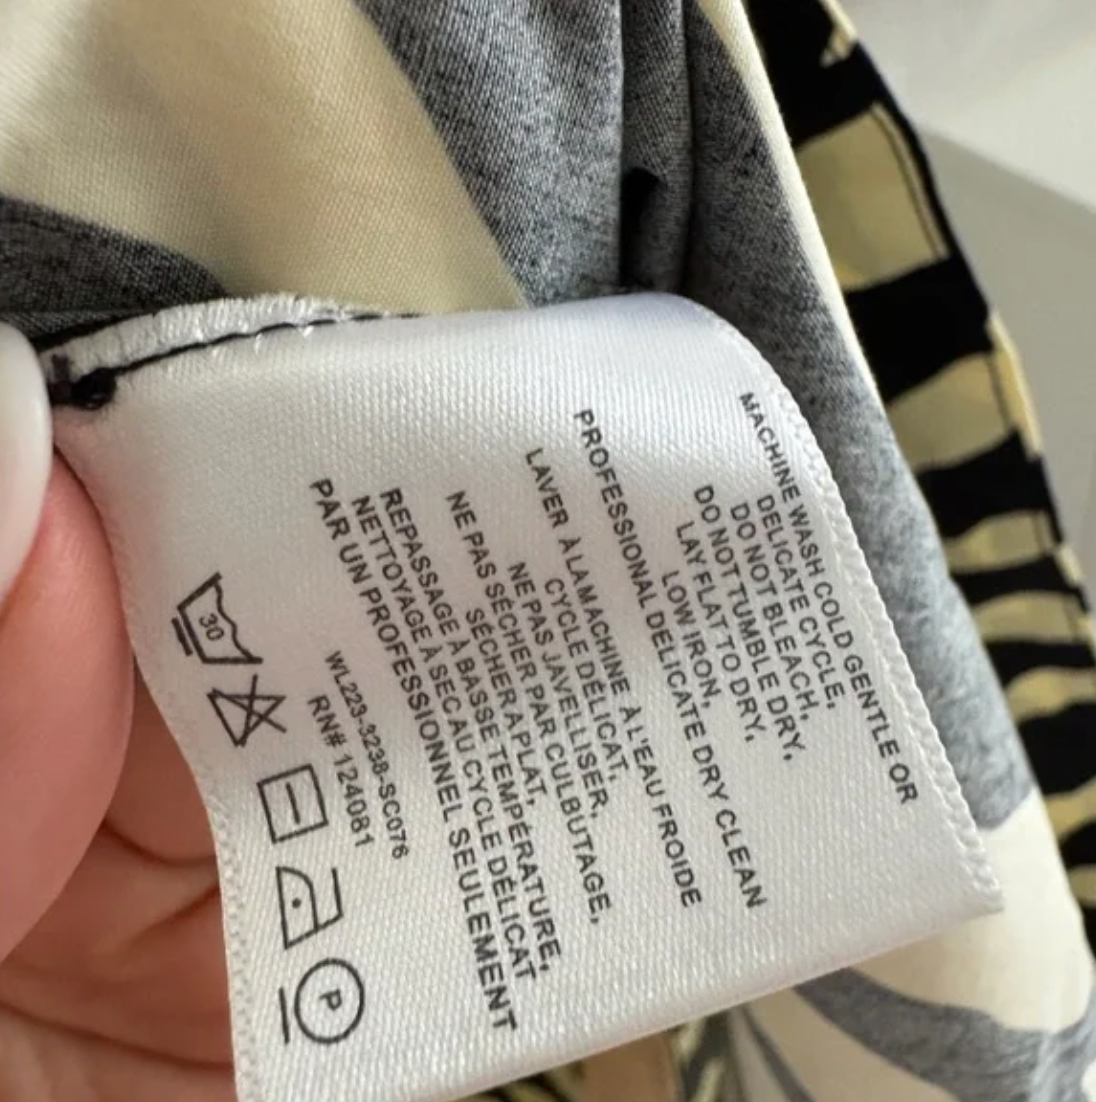 MACHINE WASH COLD GENTLE OR
DELICATE CYCLE,
DO NOT BLEACH,
DO NOT TUMBLE DRY,
LAY FLAT TO DRY,
LOW IRON,
PROFESSIONAL DELICATE DRY CLEAN
LAVER À LA MACHINE À L'EAU FROIDE
CYCLE DÉLICAT,
NE PAS JAVELLISER,
NE PAS SÉCHER PAR CULBUTAGE,
SÉCHER A PLAT,
REPASSAGE À BASSE TEMPÉRATURE,
NETTOYAGE À SEC AU CYCLE DÉLICAT
PAR UN PROFESSIONNEL SEULEMENT
WL223-3238-SC076
RN# 124081
30
P